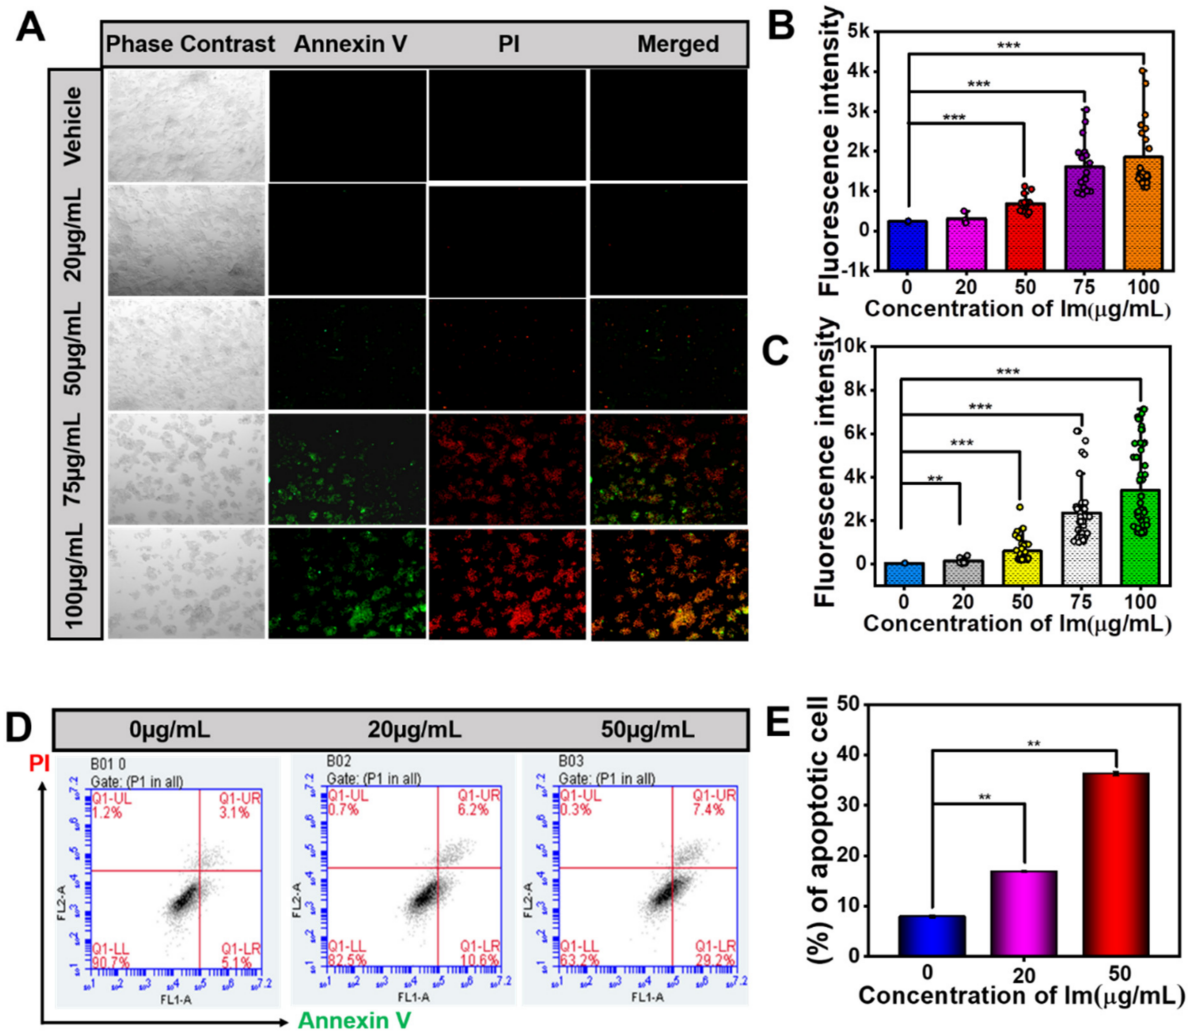 A
Phase Contrast Annexin V PI Merged
Vehicle
20µg/mL
50µg/mL
75µg/mL
100µg/mL
B
Fluorescence intensity
5k
4k
3k
2k
1k
0
-1k
***
***
***
0 20 50 75 100
Concentration of Im(µg/mL)
C
Fluorescence intensity
10k
8k
6k
4k
2k
0
***
***
***
**
0 20 50 75 100
Concentration of Im(µg/mL)
D
0µg/mL 20µg/mL 50µg/mL
PI
B01 0
Gate: (P1 in all)
Q1-UL Q1-UR
1.2% 3.1%
Q1-LL Q1-LR
90.7% 5.1%
FL2-A
FL1-A
B02
Gate: (P1 in all)
Q1-UL Q1-UR
0.7% 6.2%
Q1-LL Q1-LR
82.5% 10.6%
FL2-A
FL1-A
B03
Gate: (P1 in all)
Q1-UL Q1-UR
0.3% 7.4%
Q1-LL Q1-LR
63.2% 29.2%
FL2-A
FL1-A
Annexin V
E
(%) of apoptotic cell
50
40
30
20
10
0
**
**
0 20 50
Concentration of Im(µg/mL)